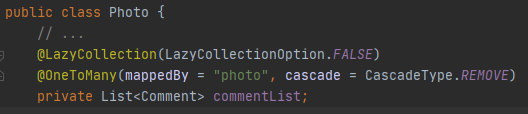 public class Photo {
// ...
@LazyCollection(LazyCollectionOption.FALSE)
@OneToMany(mappedBy = "photo", cascade = CascadeType.REMOVE)
private List<Comment> commentList;